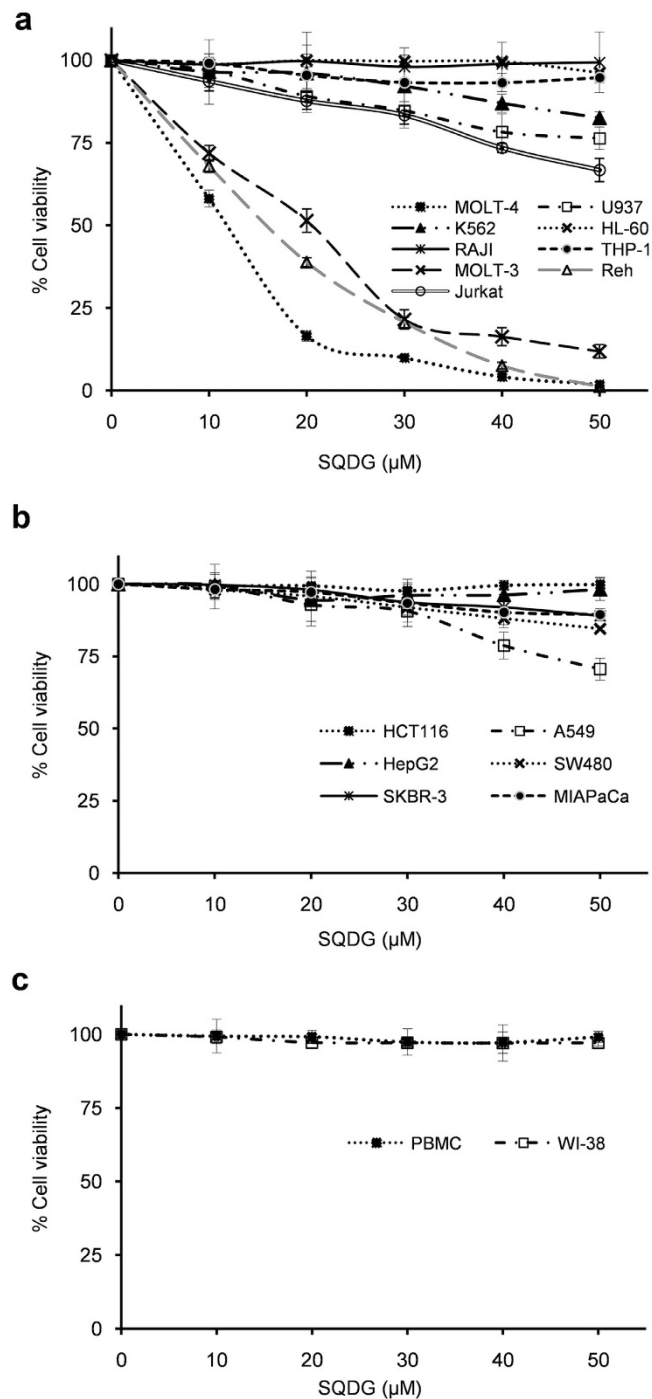 a
% Cell viability
100
75
50
25
0
MOLT-4 U937
K562 HL-60
RAJI THP-1
MOLT-3 Reh
Jurkat
0 10 20 30 40 50
SQDG (µM)
b
% Cell viability
100
75
50
25
0
HCT116 A549
HepG2 SW480
SKBR-3 MIAPaCa
0 10 20 30 40 50
SQDG (µM)
c
% Cell viability
100
75
50
25
0
PBMC WI-38
0 10 20 30 40 50
SQDG (µM)